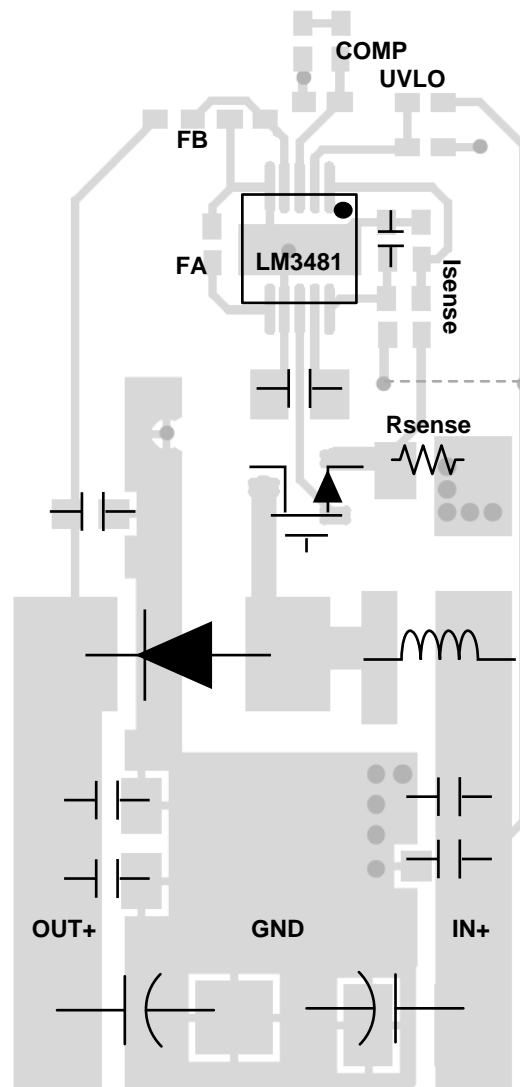 COMP
UVLO
FB
FA
LM3481
Isense
Rsense
OUT+
GND
IN+